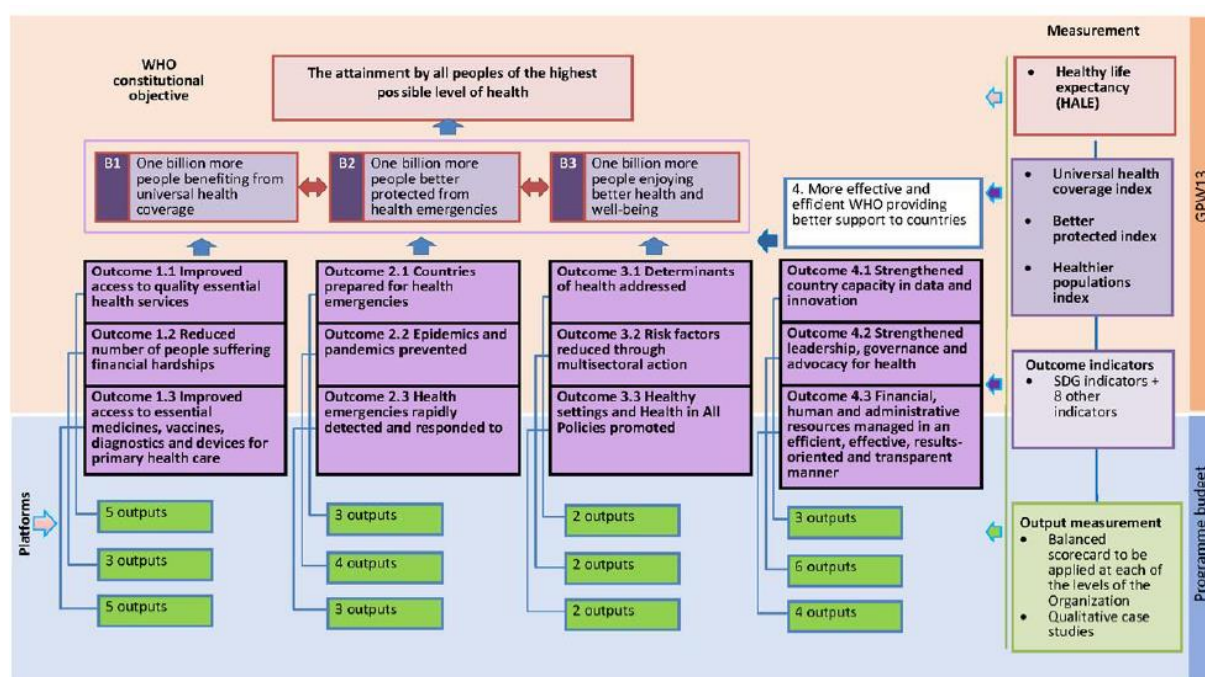 Measurement
WHO
constitutional
objective
The attainment by all peoples of the highest
possible level of health
• Healthy life
expectancy
(HALE)
B1
One billion more
people benefiting from
universal health
coverage
B2
One billion more
people better
protected from
health emergencies
B3
One billion more
people enjoying
better health and
well-being
4. More effective and
efficient WHO providing
better support to countries
• Universal health
coverage index
• Better
protected index
• Healthier
populations
index
GPW13
Outcome 1.1 Improved
access to quality essential
health services
Outcome 1.2 Reduced
number of people suffering
financial hardships
Outcome 1.3 Improved
access to essential
medicines, vaccines,
diagnostics and devices for
primary health care
Outcome 2.1 Countries
prepared for health
emergencies
Outcome 2.2 Epidemics and
pandemics prevented
Outcome 2.3 Health
emergencies rapidly
detected and responded to
Outcome 3.1 Determinants
of health addressed
Outcome 3.2 Risk factors
reduced through
multisectoral action
Outcome 3.3 Healthy
settings and Health in All
Policies promoted
Outcome 4.1 Strengthened
country capacity in data and
innovation
Outcome 4.2 Strengthened
leadership, governance and
advocacy for health
Outcome 4.3 Financial,
human and administrative
resources managed in an
efficient, effective, results-
oriented and transparent
manner
Outcome indicators
• SDG indicators +
8 other
indicators
Platforms
5 outputs
3 outputs
5 outputs
3 outputs
4 outputs
3 outputs
2 outputs
2 outputs
2 outputs
3 outputs
6 outputs
4 outputs
Output measurement
• Balanced
scorecard to be
applied at each of
the levels of the
Organization
• Qualitative case
studies
Programme budget